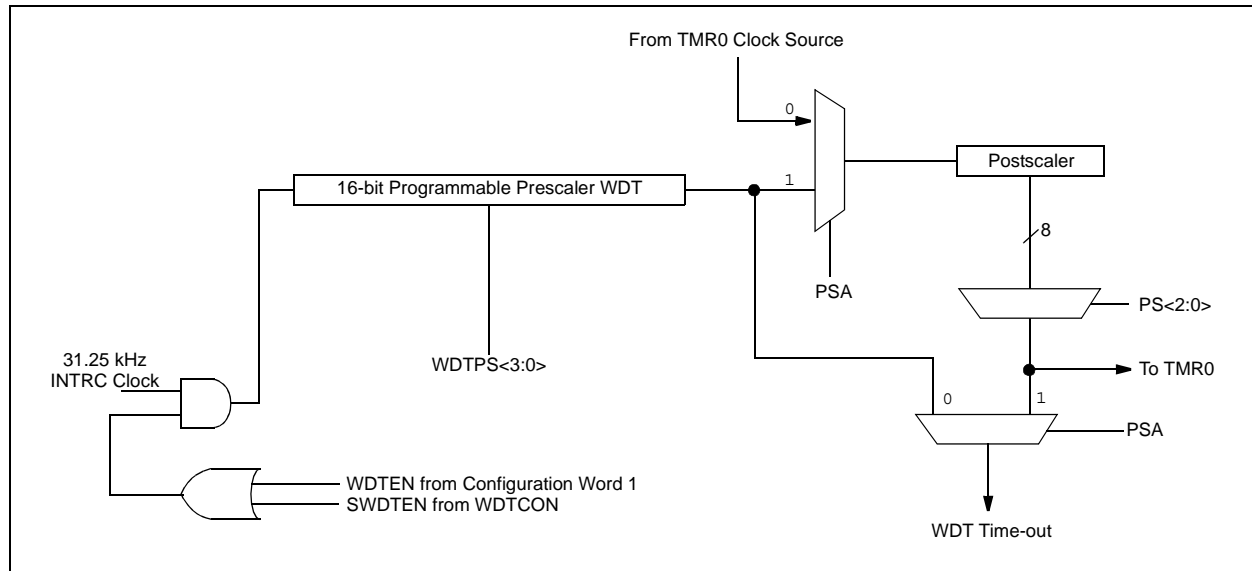 From TMR0 Clock Source
0
Postscaler
16-bit Programmable Prescaler WDT
1
8
PSA
PS<2:0>
WDTPS<3:0>
31.25 kHz
INTRC Clock
To TMR0
0
1
PSA
WDTEN from Configuration Word 1
SWDTEN from WDTCON
WDT Time-out